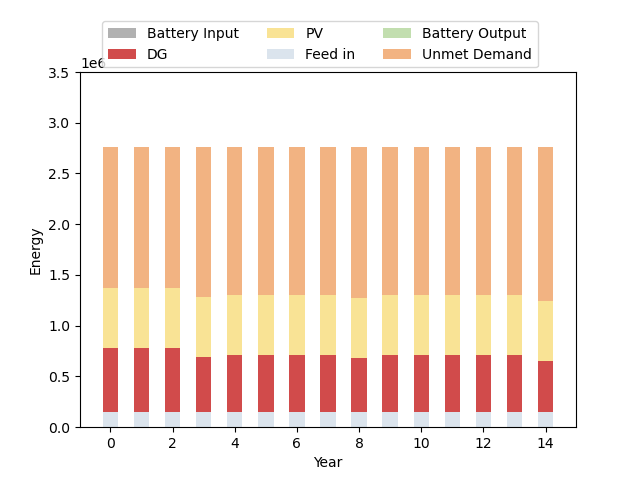 Battery Input PV Battery Output
DG Feed in Unmet Demand
1e6
3.5
3.0
2.5
2.0
1.5
1.0
0.5
0.0
Energy
0 2 4 6 8 10 12 14
Year